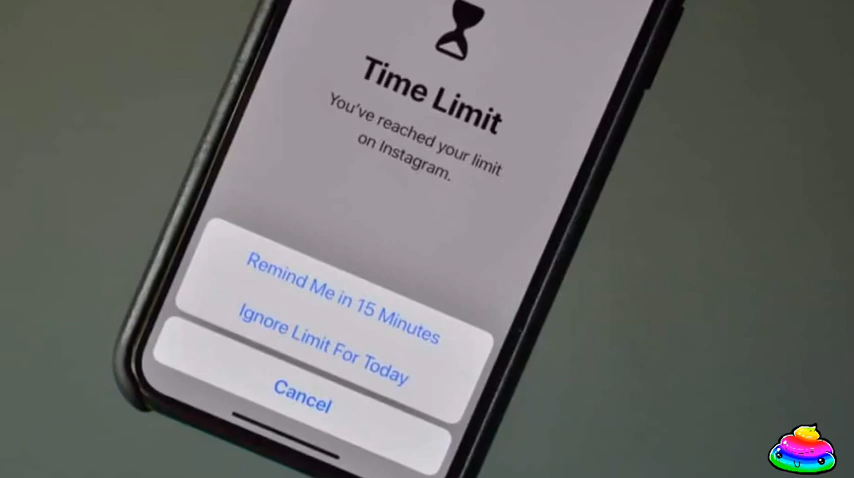 Time Limit
You've reached your limit
on Instagram.
Remind Me in 15 Minutes
Ignore Limit For Today
Cancel